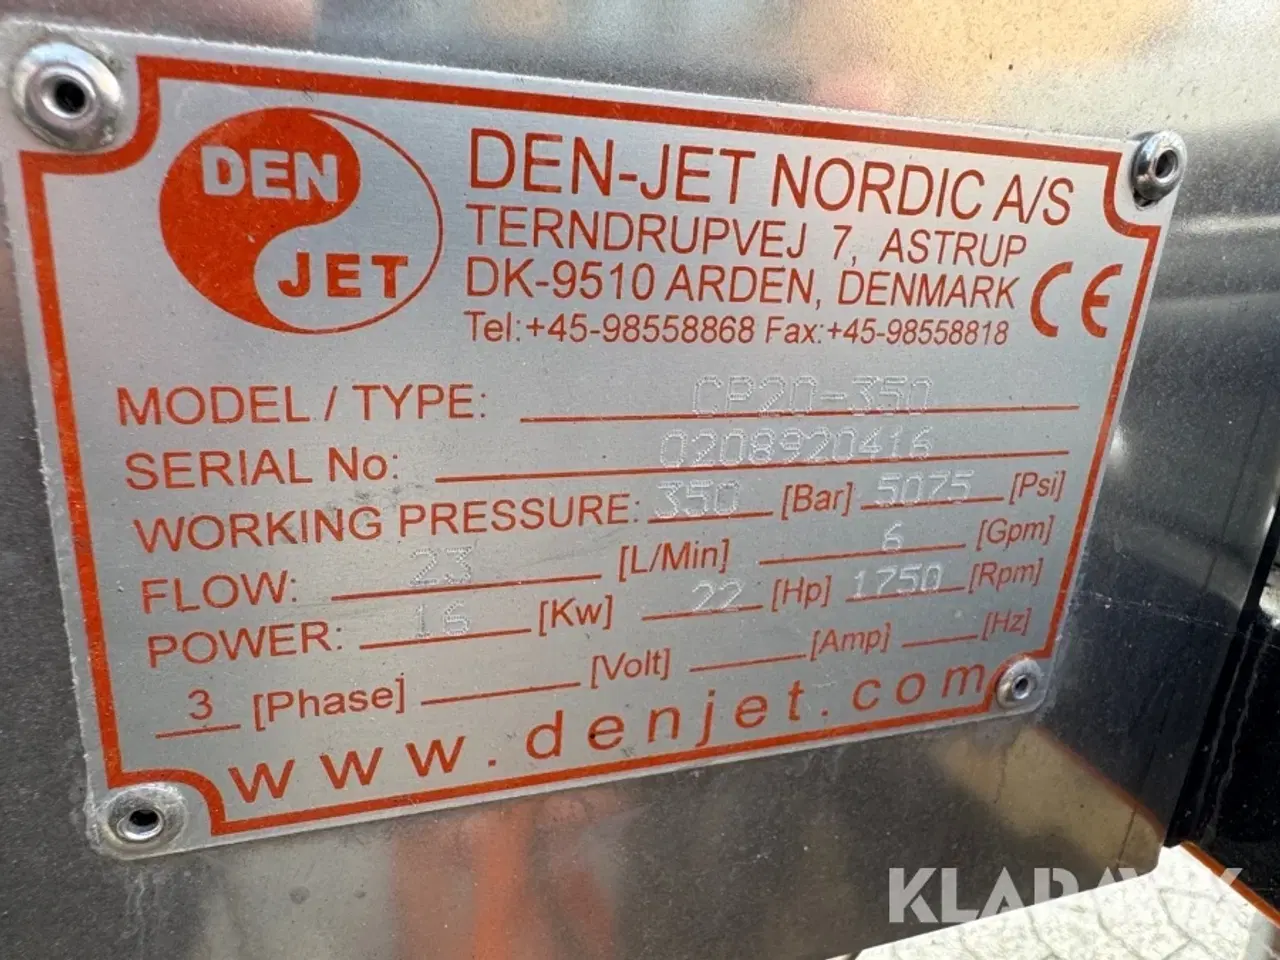 DEN
JET
DEN-JET NORDIC A/S
TERNDRUPVEJ 7, ASTRUP
DK-9510 ARDEN, DENMARK CE
Tel:+45-98558868 Fax:+45-98558818
MODEL / TYPE: CP20-350
SERIAL No: 0208920416
WORKING PRESSURE: 350 [Bar] 5075 [Psi]
FLOW: 23 [L/Min] 6 [Gpm]
POWER: 16 [Kw] 22 [Hp] 1750 [Rpm]
3 [Phase] [Volt] [Amp] [Hz]
www.denjet.com
KLARAVIK